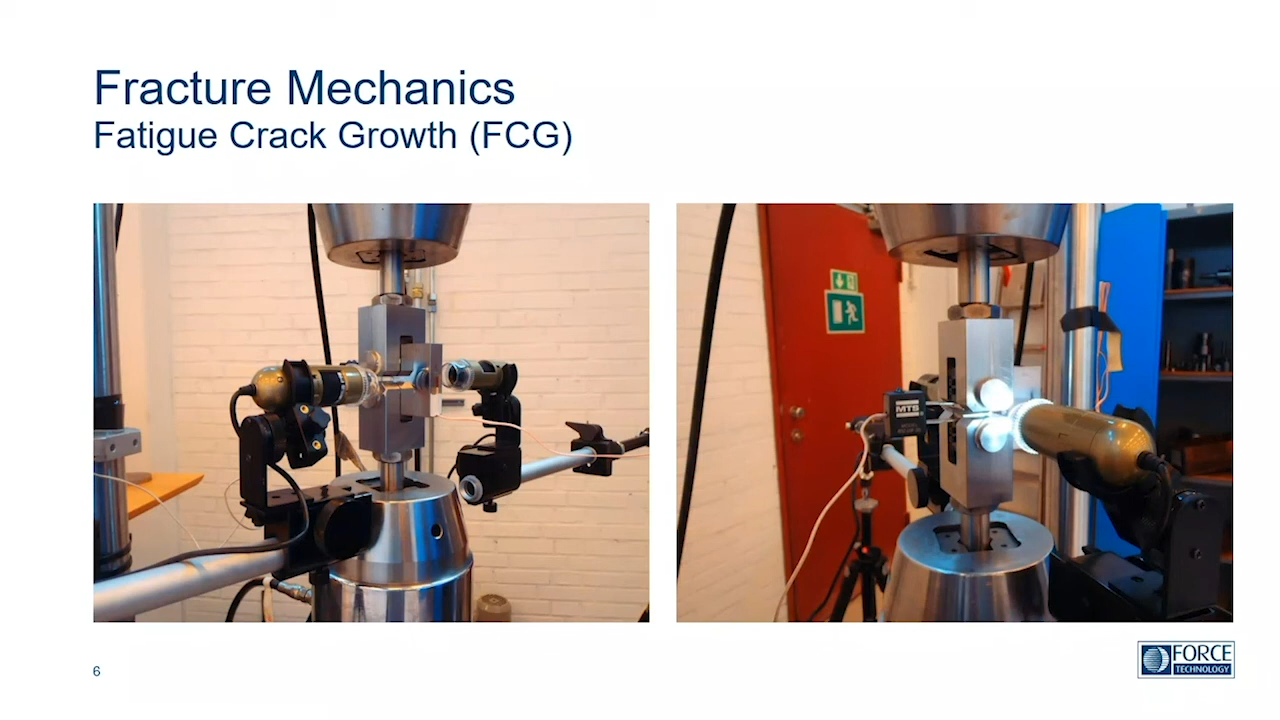 Fracture Mechanics
Fatigue Crack Growth (FCG)
MTS
6
FORCE
TECHNOLOGY